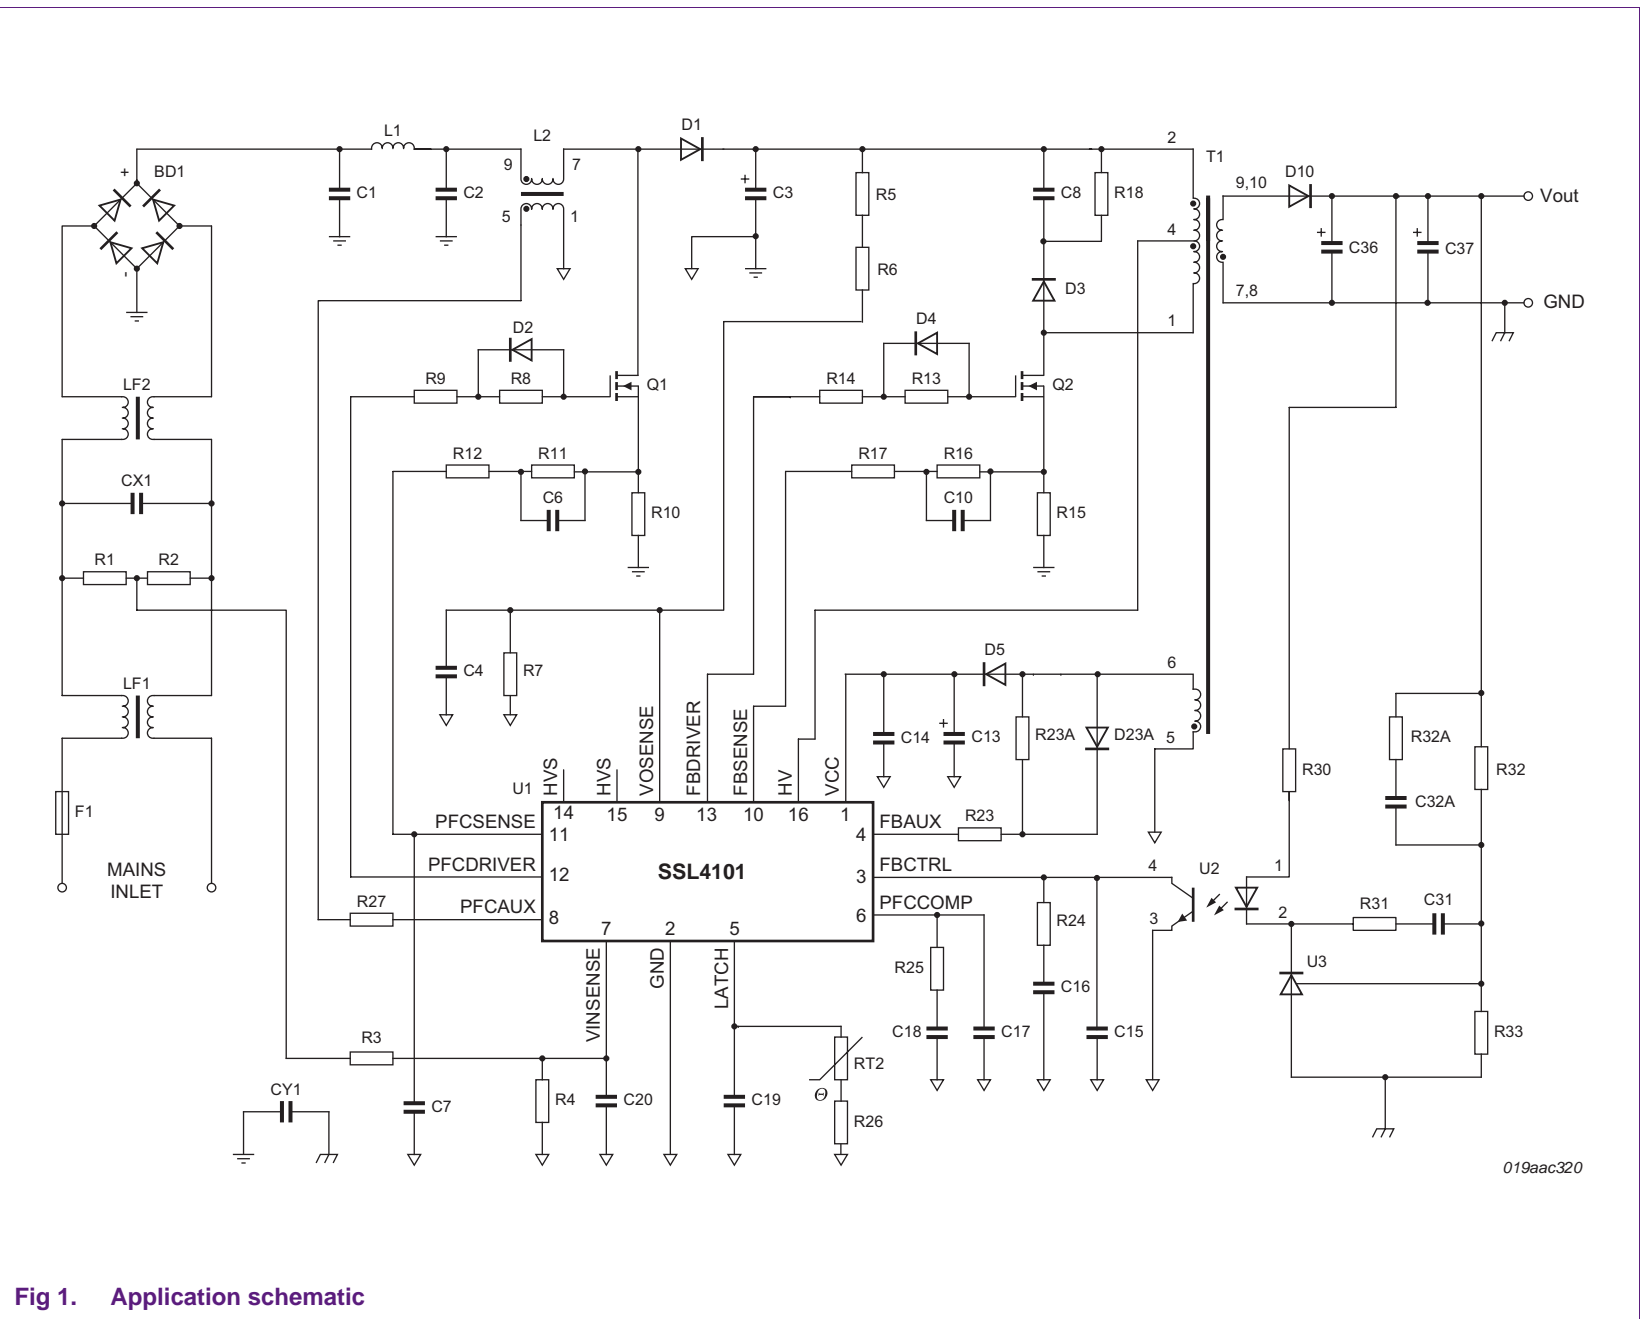 L1
L2
D1
2
T1
+
BD1
9
7
D10
9,10
C1
C2
+
C3
R5
C8
R18
Vout
5
1
4
+
C36
+
C37
R6
-
D3
7,8
GND
D2
D4
1
LF2
R9
R8
Q1
R14
R13
Q2
R12
R11
R17
R16
CX1
C6
C10
R10
R15
R1
R2
D5
6
C4
R7
LF1
C14
+
C13
R23A
D23A
5
R32A
R32
R30
C32A
F1
U1
HVS
HVS
VOSENSE
FBDRIVER
FBSENSE
HV
VCC
14
15
9
13
10
16
1
PFCSENSE
11
4
FBAUX
R23
MAINS
INLET
PFCDRIVER
12
SSL4101
3
FBCTRL
4
U2
1
R27
PFCAUX
8
6
PFCCOMP
3
2
R31
C31
7
2
5
R24
VINSENSE
GND
LATCH
R25
U3
C16
C18
C17
C15
R33
R3
RT2
Θ
CY1
C7
R4
C20
C19
R26
019aac320
Fig 1. Application schematic